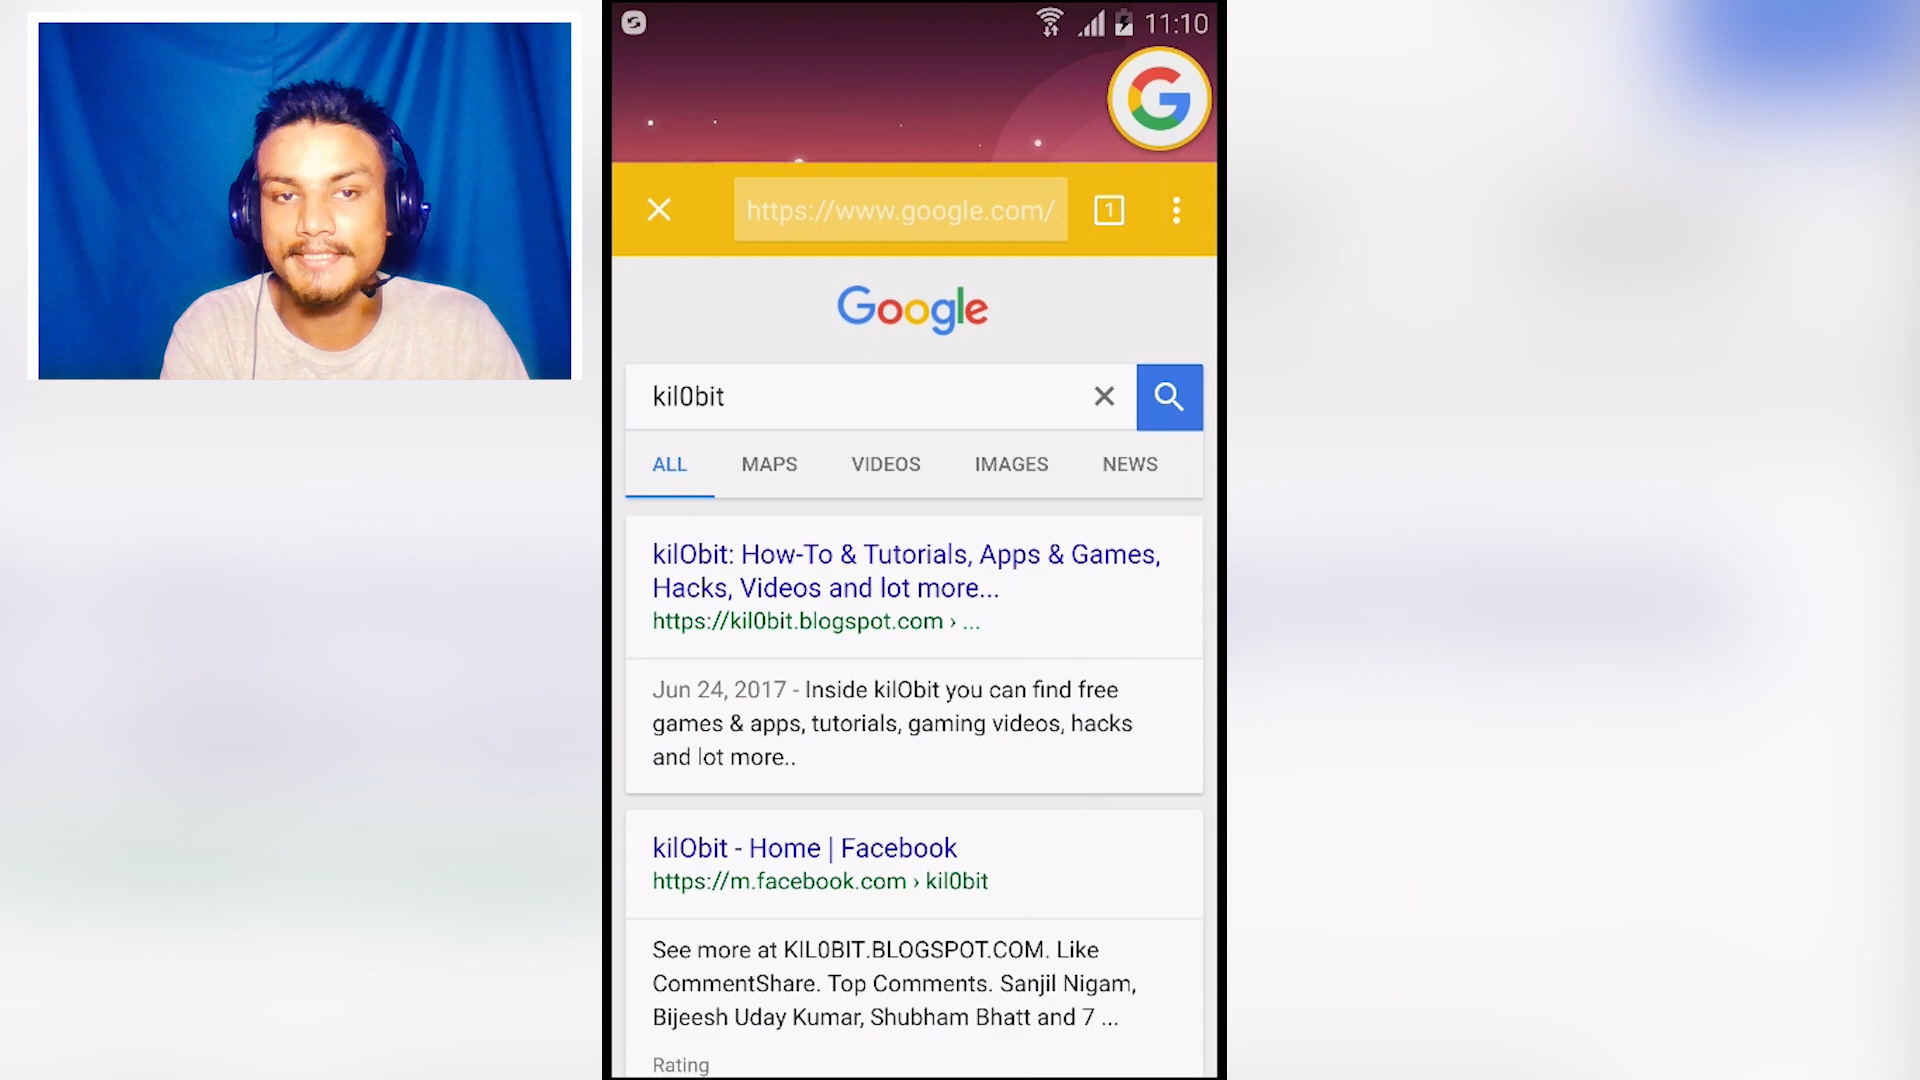 11:10
https://www.google.com/
1
Google
kil0bit
ALL MAPS VIDEOS IMAGES NEWS
kil0bit: How-To & Tutorials, Apps & Games,
Hacks, Videos and lot more...
https://kil0bit.blogspot.com › ...
Jun 24, 2017 - Inside kil0bit you can find free
games & apps, tutorials, gaming videos, hacks
and lot more..
kil0bit - Home | Facebook
https://m.facebook.com › kil0bit
See more at KIL0BIT.BLOGSPOT.COM. Like
CommentShare. Top Comments. Sanjil Nigam,
Bijeesh Uday Kumar, Shubham Bhatt and 7 ...
Rating